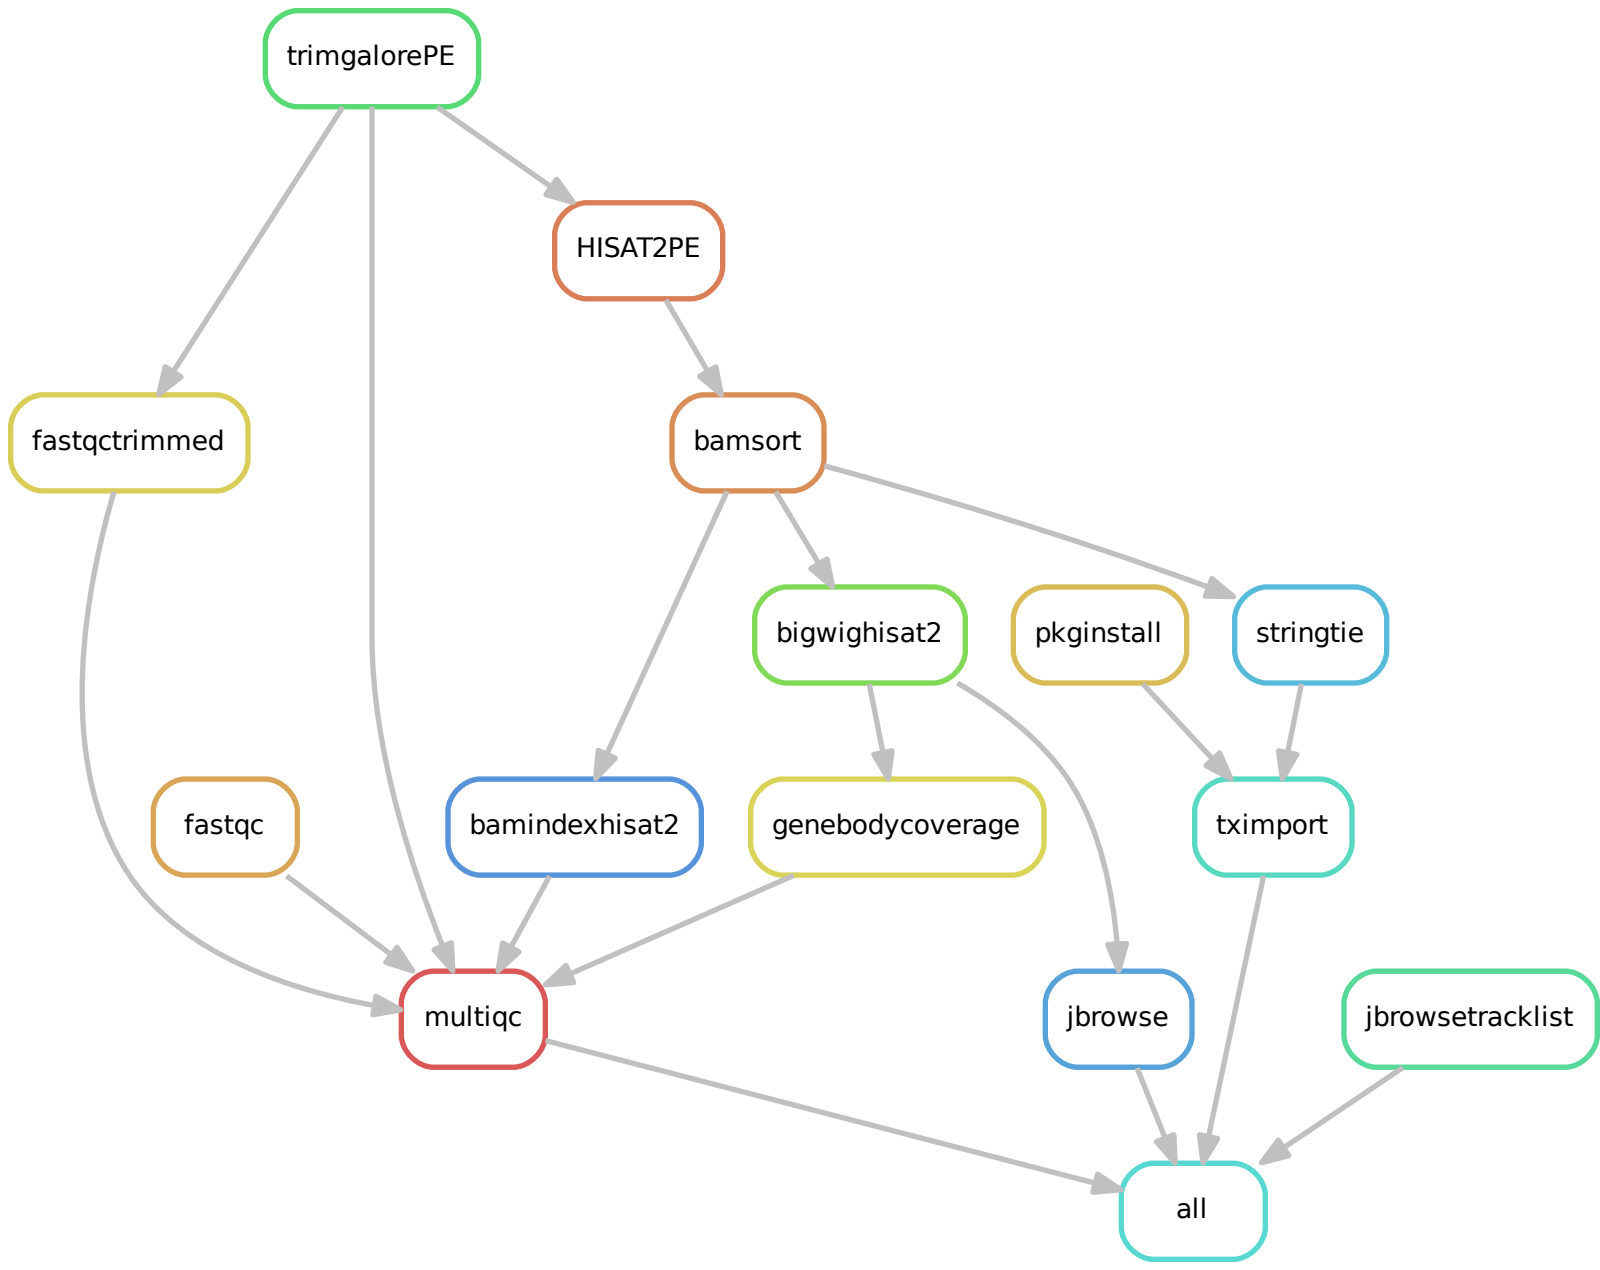 trimgalorePE
HISAT2PE
fastqctrimmed
bamsort
bigwighisat2
pkginstall
stringtie
fastqc
bamindexhisat2
genebodycoverage
tximport
multiqc
jbrowse
jbrowsetracklist
all